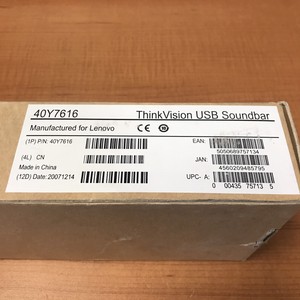 40Y7616 ThinkVision USB Soundbar
Manufactured for Lenovo CE
(1P) P/N: 40Y7616
EAN:
5050689757134
(4L) CN
Made in China
JAN:
4560209485795
(12D) Date: 20071214
UPC- A:
0 00435 75713 5